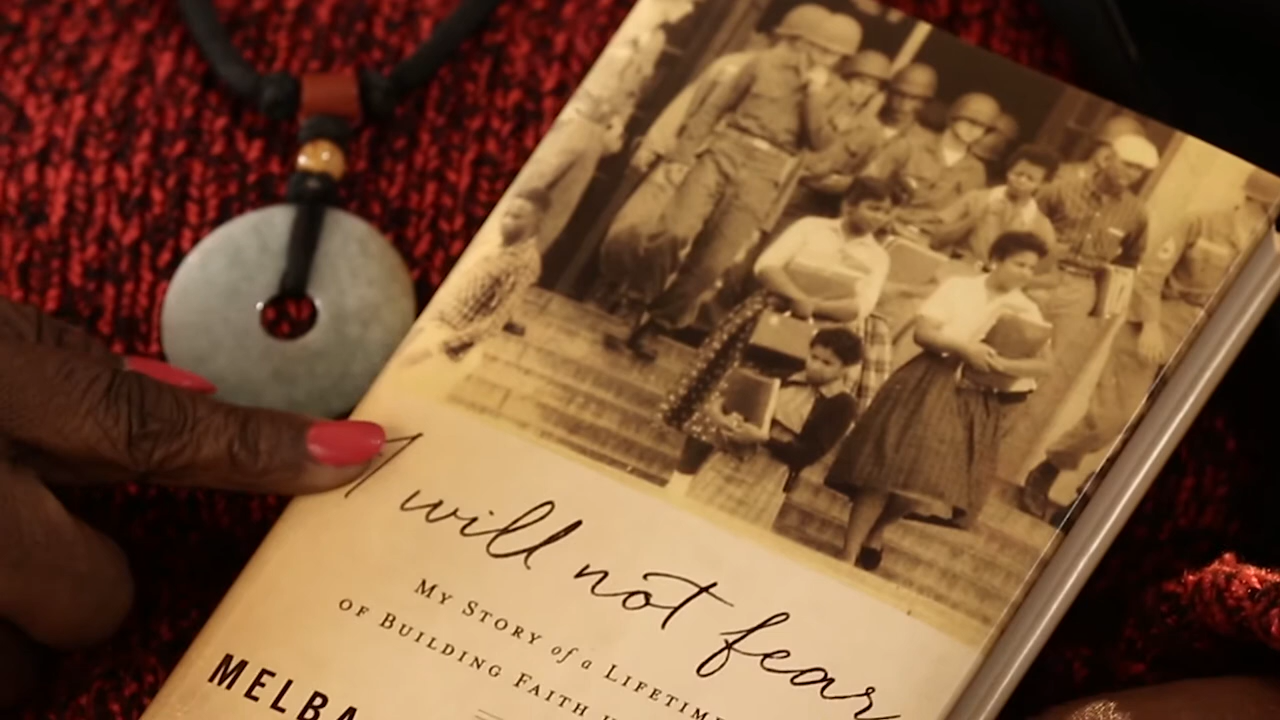 I will not fear
MY STORY of a LIFETIME
OF BUILDING FAITH
MELBA